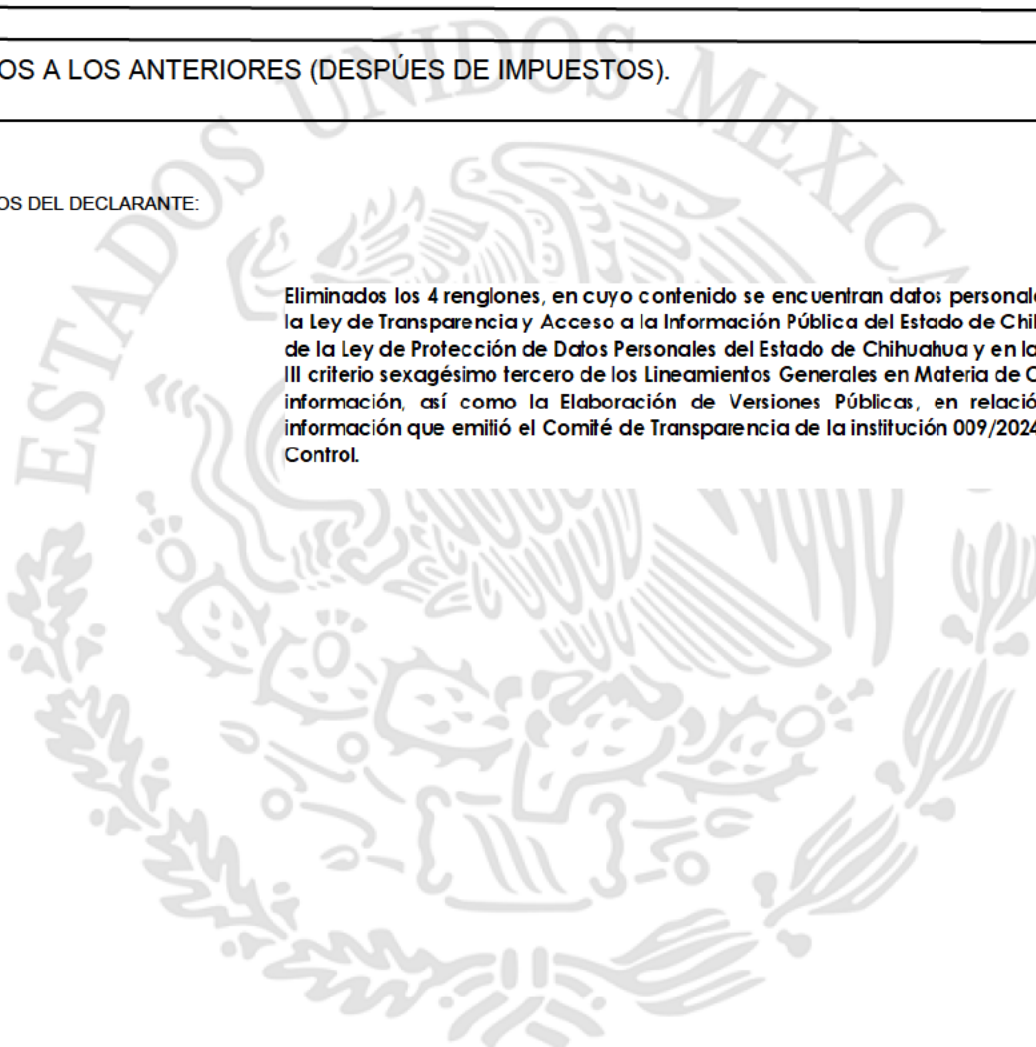 OS A LOS ANTERIORES (DESPÚES DE IMPUESTOS).
OS DEL DECLARANTE:
ESTADOS UNIDOS MEXICA
Eliminados los 4 renglones, en cuyo contenido se encuentran datos personal
la Ley de Transparencia y Acceso a la Información Pública del Estado de Chi
de la Ley de Protección de Datos Personales del Estado de Chihuahua y en la
III criterio sexagésimo tercero de los Lineamientos Generales en Materia de
información, así como la Elaboración de Versiones Públicas, en relació
información que emitió el Comité de Transparencia de la institución 009/2024
Control.